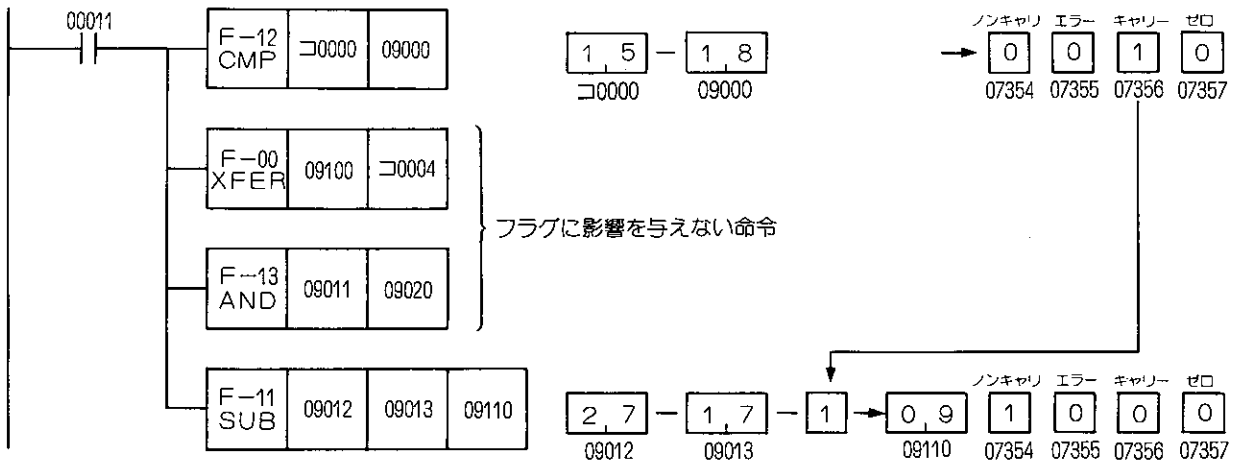 00011
F-12 CMP コ0000 09000
1 5 - 1 8 → 0 0 1 0
コ0000 09000
ノンキャリ エラー キャリー ゼロ
07354 07355 07356 07357
F-00 XFER 09100 コ0004
フラグに影響を与えない命令
F-13 AND 09011 09020
F-11 SUB 09012 09013 09110
2 7 - 1 7 - 1 → 0 9 1 0 0 0
09012 09013 09110
ノンキャリ エラー キャリー ゼロ
07354 07355 07356 07357